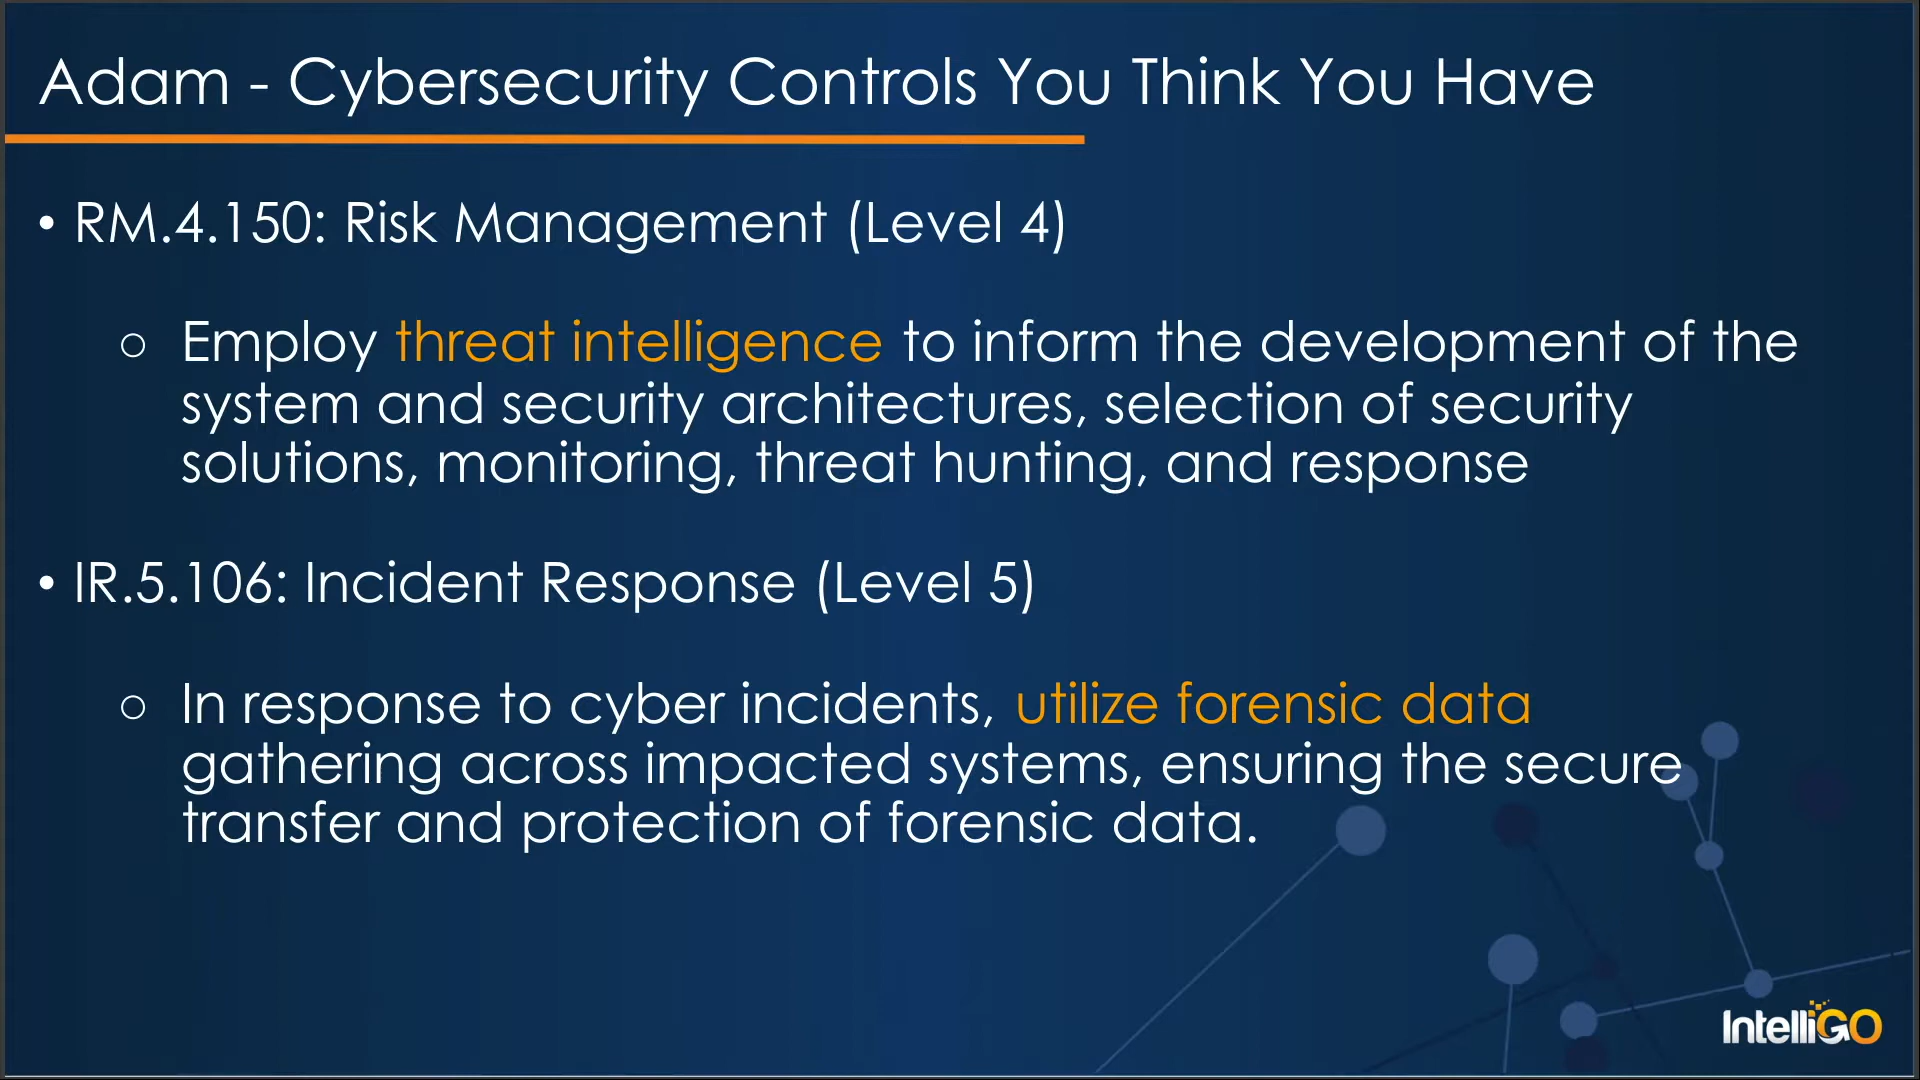 Adam - Cybersecurity Controls You Think You Have
• RM.4.150: Risk Management (Level 4)
○ Employ threat intelligence to inform the development of the
system and security architectures, selection of security
solutions, monitoring, threat hunting, and response
• IR.5.106: Incident Response (Level 5)
○ In response to cyber incidents, utilize forensic data
gathering across impacted systems, ensuring the secure
transfer and protection of forensic data.
IntelliGO